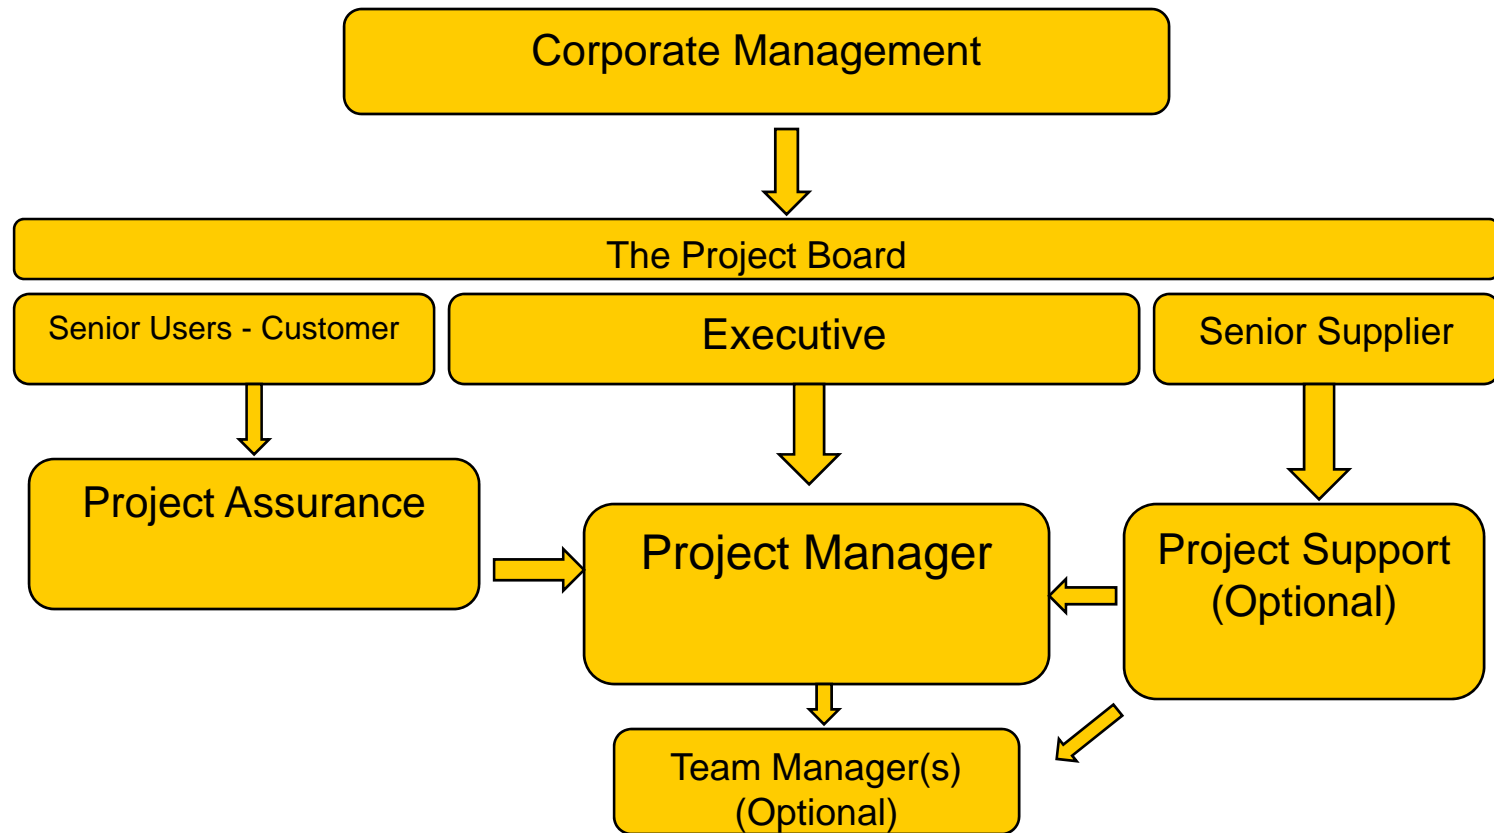 Corporate Management
The Project Board
Senior Users - Customer
Executive
Senior Supplier
Project Assurance
Project Manager
Project Support
(Optional)
Team Manager(s)
(Optional)